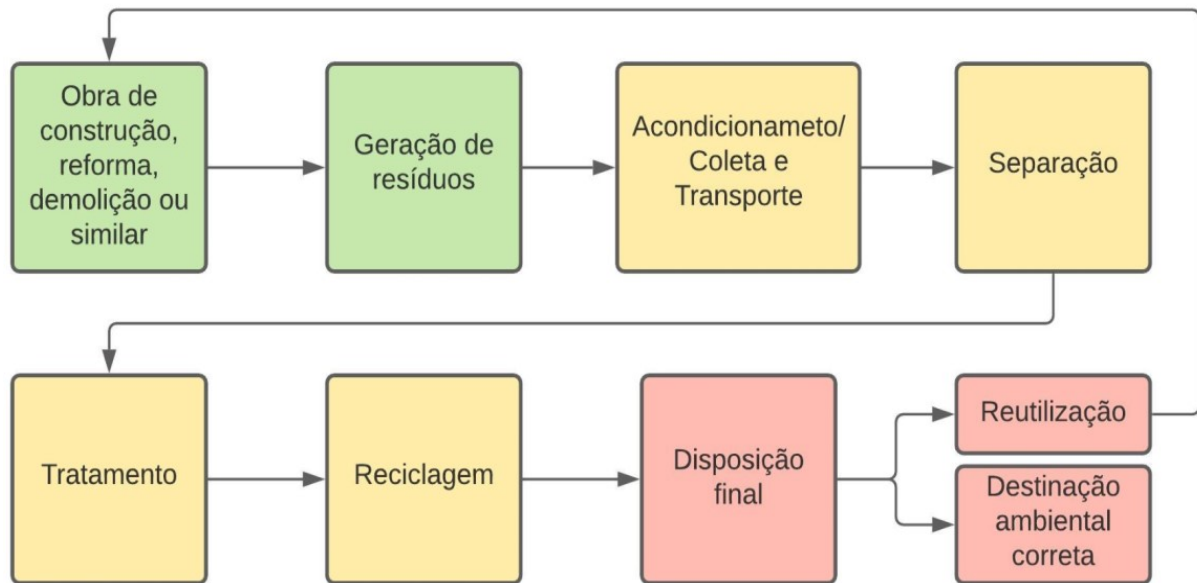 Obra de
construção,
reforma,
demolição ou
similar
Geração de
resíduos
Acondicionameto/
Coleta e
Transporte
Separação
Tratamento
Reciclagem
Disposição
final
Reutilização
Destinação
ambiental
correta